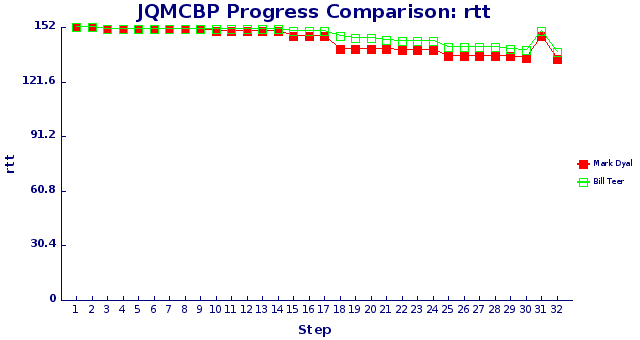 JQMCBP Progress Comparison: rtt
152
121.6
91.2
60.8
30.4
0
rtt
1 2 3 4 5 6 7 8 9 10 11 12 13 14 15 16 17 18 19 20 21 22 23 24 25 26 27 28 29 30 31 32
Step
Mark Dyal
Bill Teer